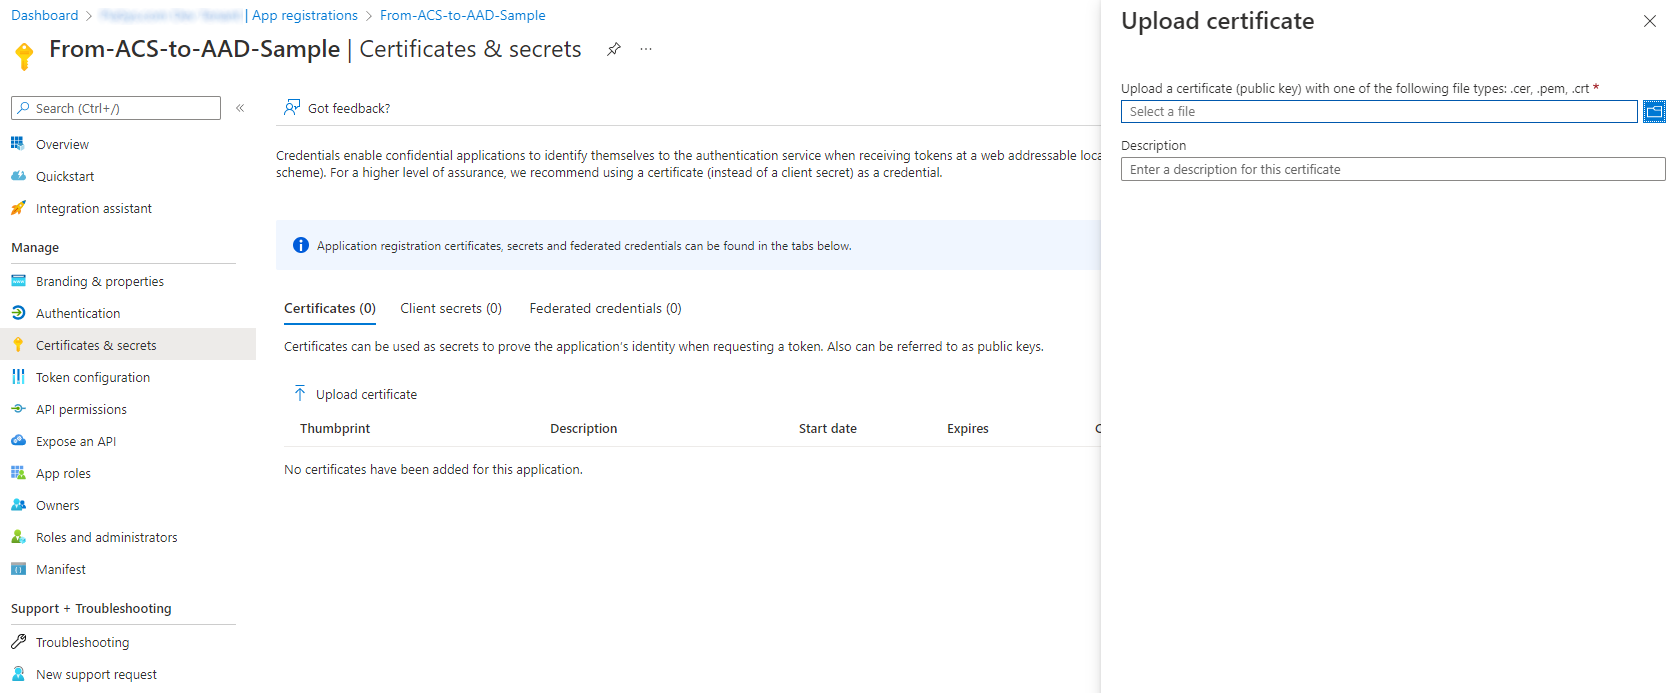 Dashboard > | App registrations > From-ACS-to-AAD-Sample
From-ACS-to-AAD-Sample | Certificates & secrets
Search (Ctrl+/)
Overview
Quickstart
Integration assistant
Manage
Branding & properties
Authentication
Certificates & secrets
Token configuration
API permissions
Expose an API
App roles
Owners
Roles and administrators
Manifest
Support + Troubleshooting
Troubleshooting
New support request
Got feedback?
Credentials enable confidential applications to identify themselves to the authentication service when receiving tokens at a web addressable loca
scheme). For a higher level of assurance, we recommend using a certificate (instead of a client secret) as a credential.
Application registration certificates, secrets and federated credentials can be found in the tabs below.
Certificates (0) Client secrets (0) Federated credentials (0)
Certificates can be used as secrets to prove the application's identity when requesting a token. Also can be referred to as public keys.
Upload certificate
Thumbprint Description Start date Expires
No certificates have been added for this application.
Upload certificate
Upload a certificate (public key) with one of the following file types: .cer, .pem, .crt *
Select a file
Description
Enter a description for this certificate